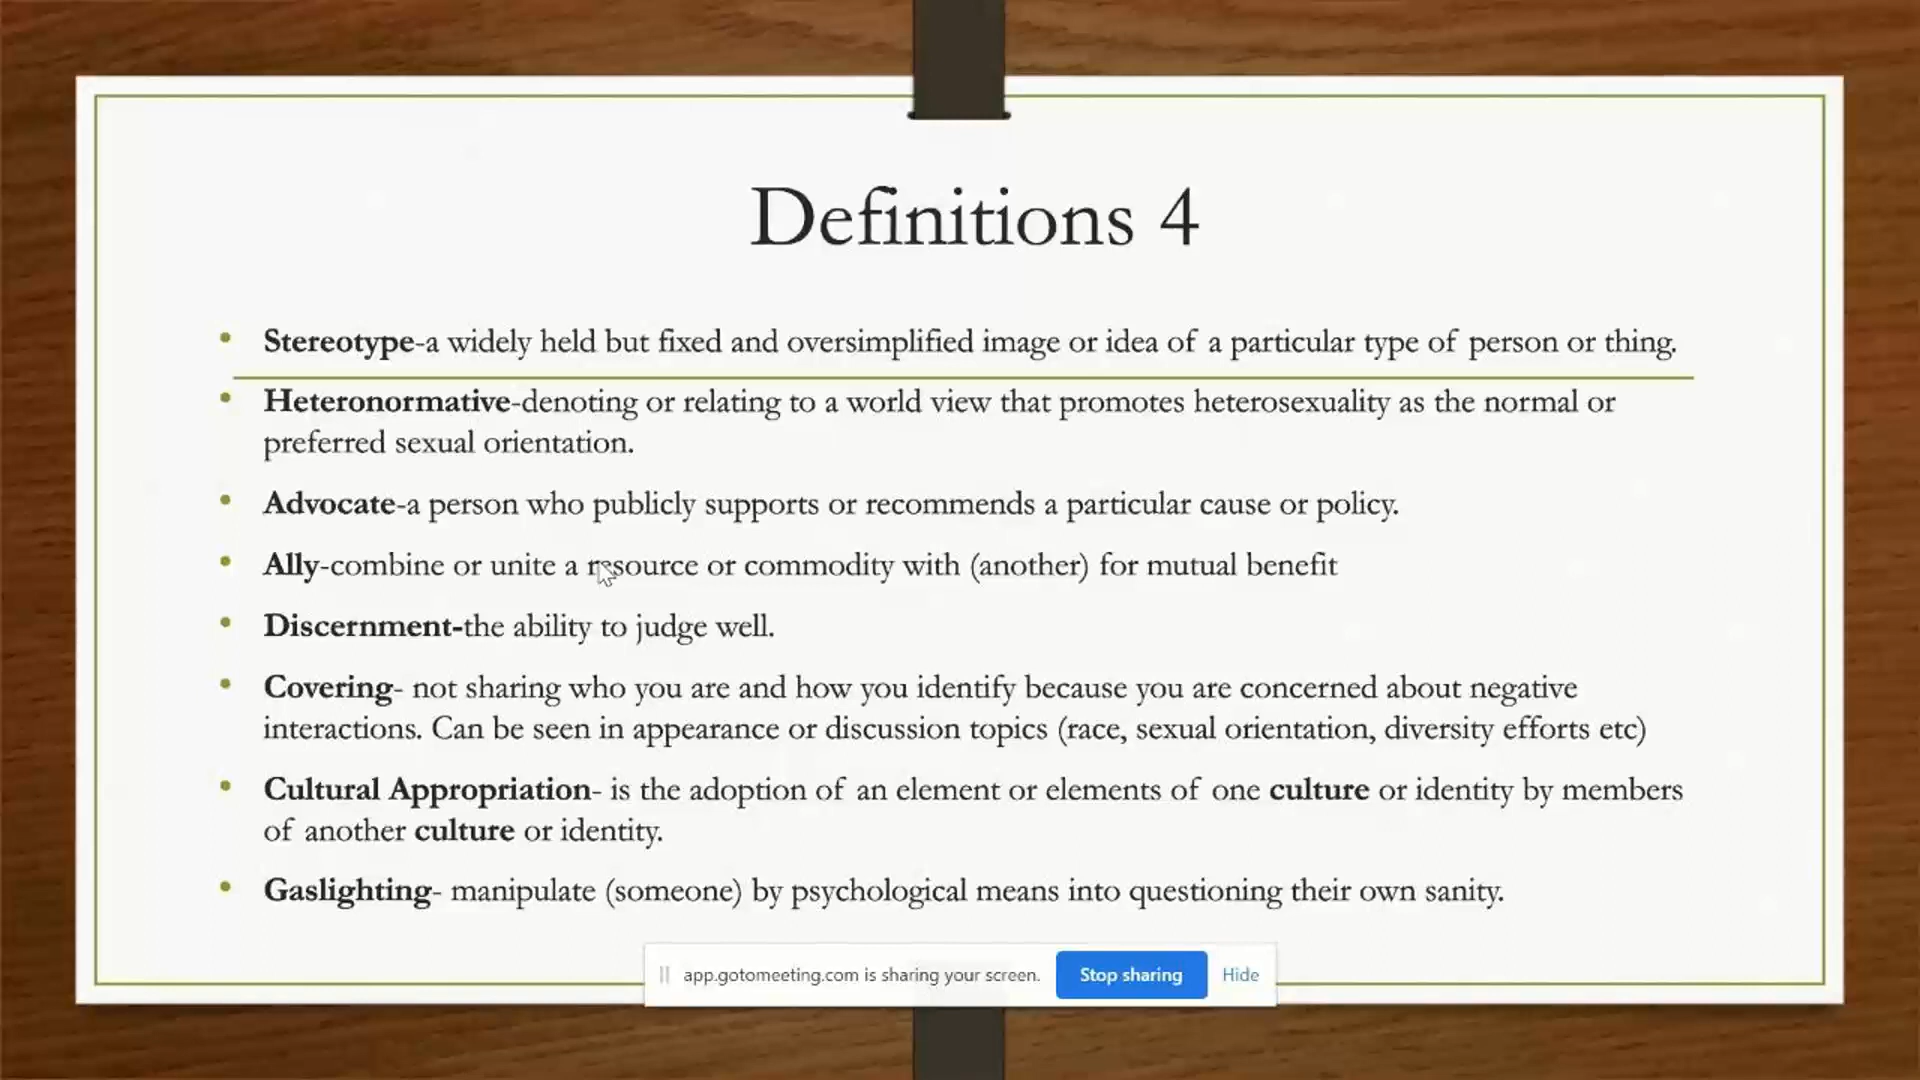 Definitions 4
Stereotype-a widely held but fixed and oversimplified image or idea of a particular type of person or thing.
Heteronormative-denoting or relating to a world view that promotes heterosexuality as the normal or
preferred sexual orientation.
Advocate-a person who publicly supports or recommends a particular cause or policy.
Ally-combine or unite a resource or commodity with (another) for mutual benefit
Discernment-the ability to judge well.
Covering- not sharing who you are and how you identify because you are concerned about negative
interactions. Can be seen in appearance or discussion topics (race, sexual orientation, diversity efforts etc)
Cultural Appropriation- is the adoption of an element or elements of one culture or identity by members
of another culture or identity.
Gaslighting- manipulate (someone) by psychological means into questioning their own sanity.
app.gotomeeting.com is sharing your screen. Stop sharing Hide